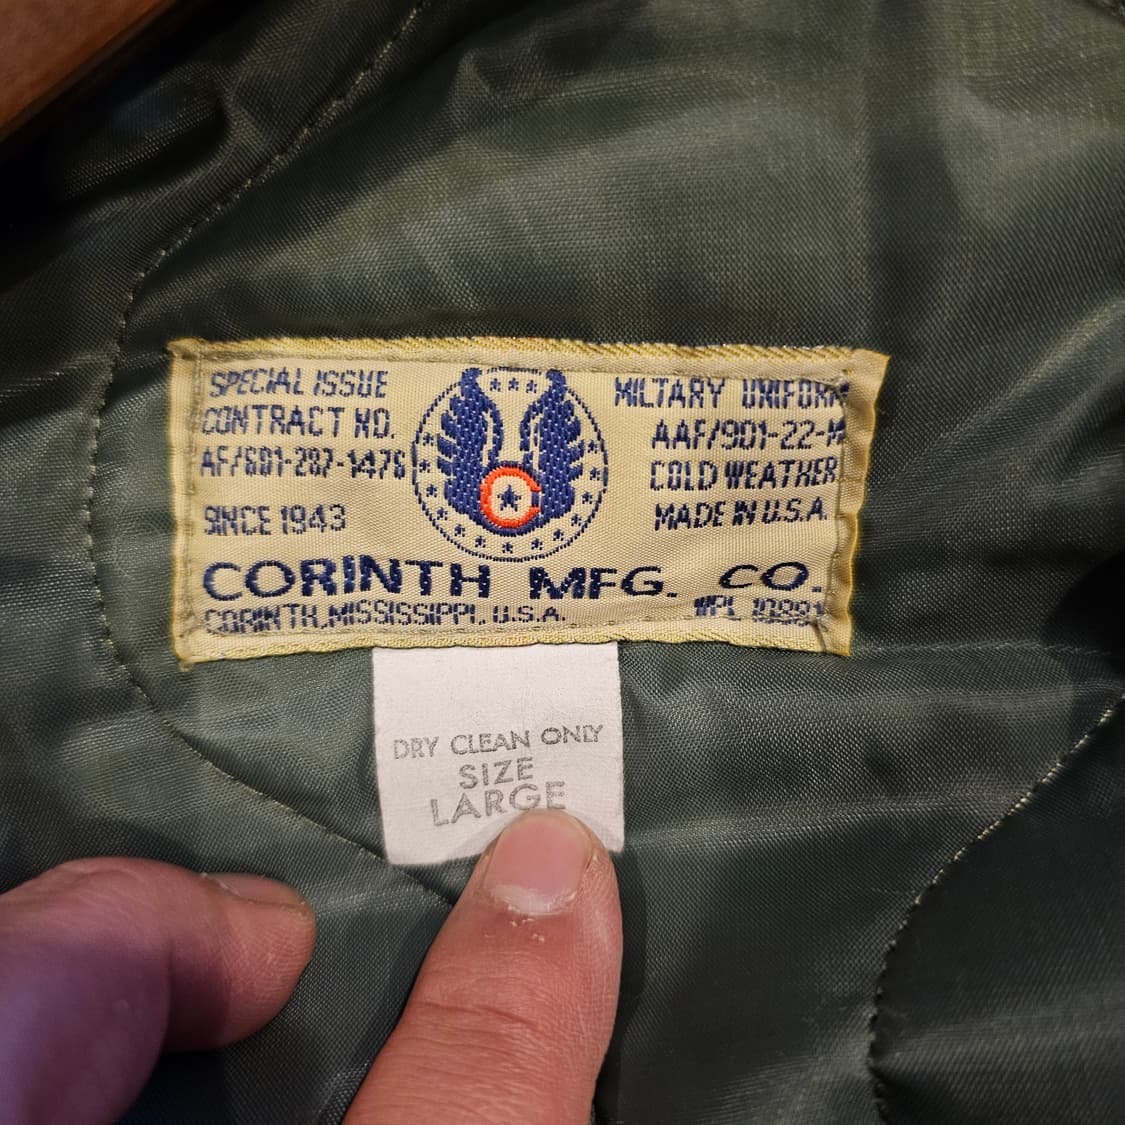 SPECIAL ISSUE
CONTRACT NO.
AF/601-287-1476
SINCE 1943
MILTARY UNIFORM
AAF/901-22-M
COLD WEATHER
MADE IN U.S.A.
C
CORINTH MFG. CO.
CORINTH, MISSISSIPPI, U.S.A.
DRY CLEAN ONLY
SIZE
LARGE